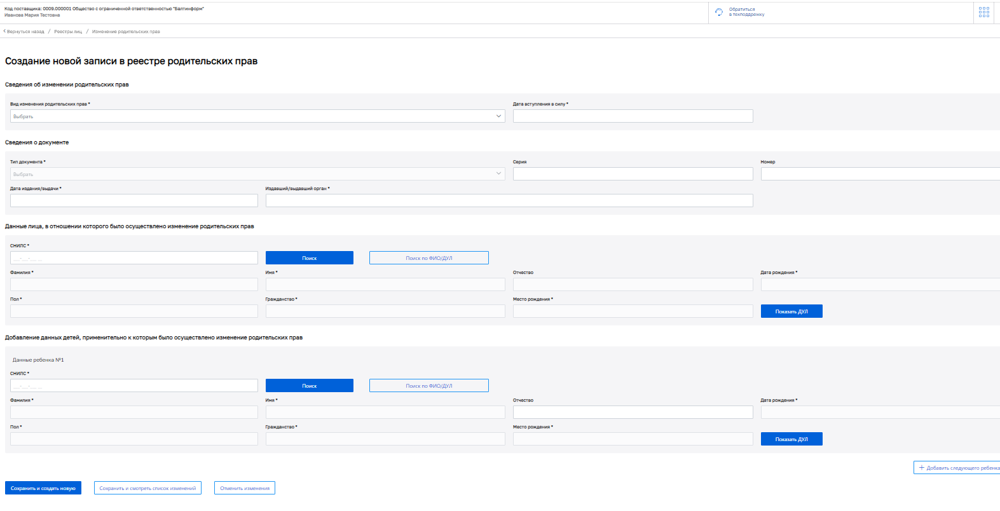 Код поставщика: 0009.000001 Общество с ограниченной ответственностью "Балтинформ"
Иванова Мария Тестовна
Обратиться
в техподдрежку
Вернуться назад / Реестры лиц / Изменение родительских прав
Создание новой записи в реестре родительских прав
Сведения об изменении родительских прав
Вид изменения родительских прав * Дата вступления в силу *
Выбрать
Сведения о документе
Тип документа * Серия Номер
Выбрать
Дата издания/выдачи * Издавший/выдавший орган *
Данные лица, в отношении которого было осуществлено изменение родительских прав
СНИЛС *
___-___-___ __ Поиск Поиск по ФИО/ДУЛ
Фамилия * Имя * Отчество Дата рождения *
Пол * Гражданство * Место рождения *
Показать ДУЛ
Добавление данных детей, применительно к которым было осуществлено изменение родительских прав
Данные ребенка №1
СНИЛС *
___-___-___ __ Поиск Поиск по ФИО/ДУЛ
Фамилия * Имя * Отчество Дата рождения *
Пол * Гражданство * Место рождения *
Показать ДУЛ
+ Добавить следующего ребенка
Сохранить и создать новую Сохранить и смотреть список изменений Отменить изменения